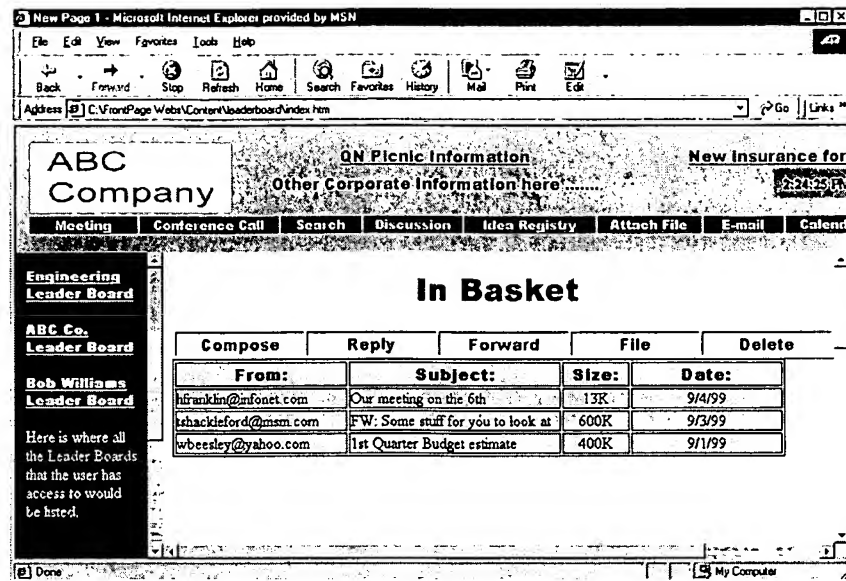 New Page 1 - Microsoft Internet Explorer provided by MSN
File Edit View Favorites Tools Help
Back Forward Stop Refresh Home Search Favorites History Mail Print Edit
Address C:\FrontPage Webs\Content\leaderboard\index.htm Go Links »
ABC Company
QN Picnic Information
New Insurance for
Other Corporate Information here.......
2:24:25 PM
Meeting Conference Call Search Discussion Idea Registry Attach File E-mail Calend
Engineering
Leader Board
ABC Co.
Leader Board
Bob Williams
Leader Board
Here is where all
the Leader Boards
that the user has
access to would
be listed.
In Basket
Compose Reply Forward File Delete
From: Subject: Size: Date:
hfranklin@infonet.com Our meeting on the 6th 13K 9/4/99
tshackleford@msm.com FW: Some stuff for you to look at 600K 9/3/99
wbeesley@yahoo.com 1st Quarter Budget estimate 400K 9/1/99
Done My Computer